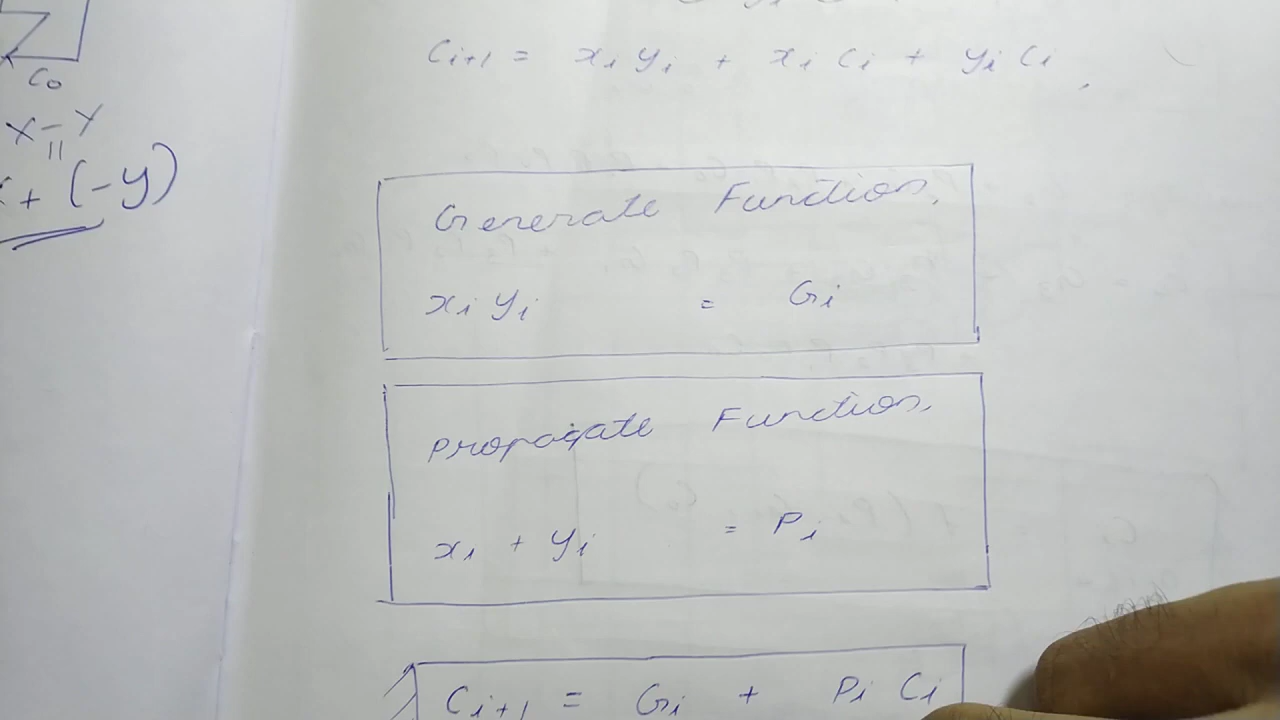 C0
X - Y
=
+ (-y)
Ci+1 = xi yi + xi Ci + yi Ci
Generate Function,
xi yi = Gi
Propagate Function,
xi + yi = Pi
Ci+1 = Gi + Pi Ci